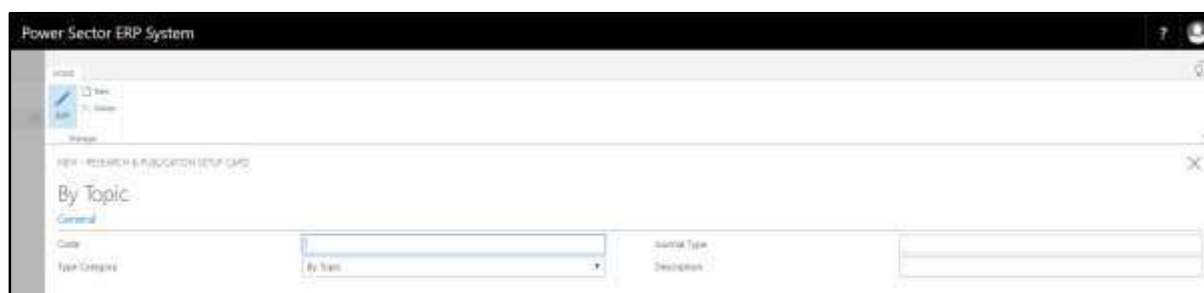 Power Sector ERP System ?
HOME
New
Edit Delete
Manage
NEW - RESEARCH & PUBLICATION SETUP CARD
By Topic
General
Code Journal Type
Type Category By Topic Description